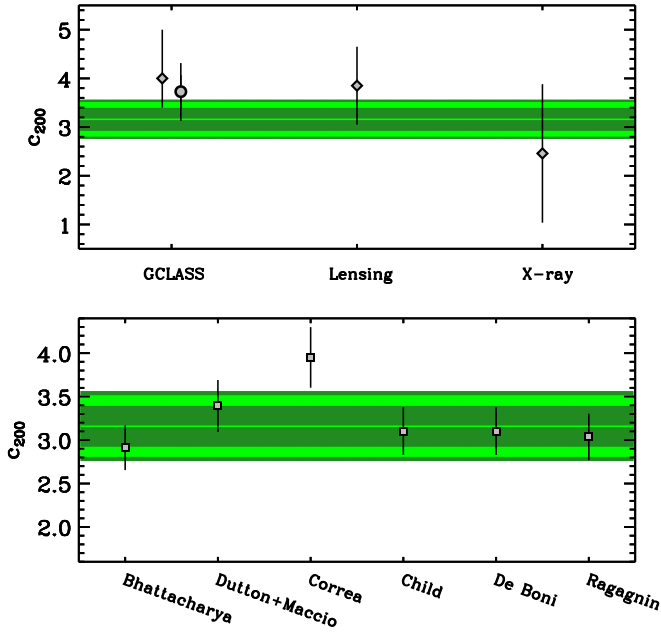 5
4
3
2
1
c200
GCLASS Lensing X-ray
4.0
3.5
3.0
2.5
2.0
c200
Bhattacharya Dutton+Maccio Correa Child De Boni Ragagnin